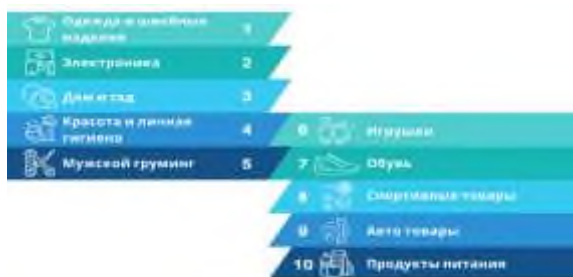 Одежда и швейные
изделия 1
Электроника 2
Дом и сад 3
Красота и личная
гигиена 4
Мужской груминг 5
6 Игрушки
7 Обувь
8 Спортивные товары
9 Авто товары
10 Продукты питания